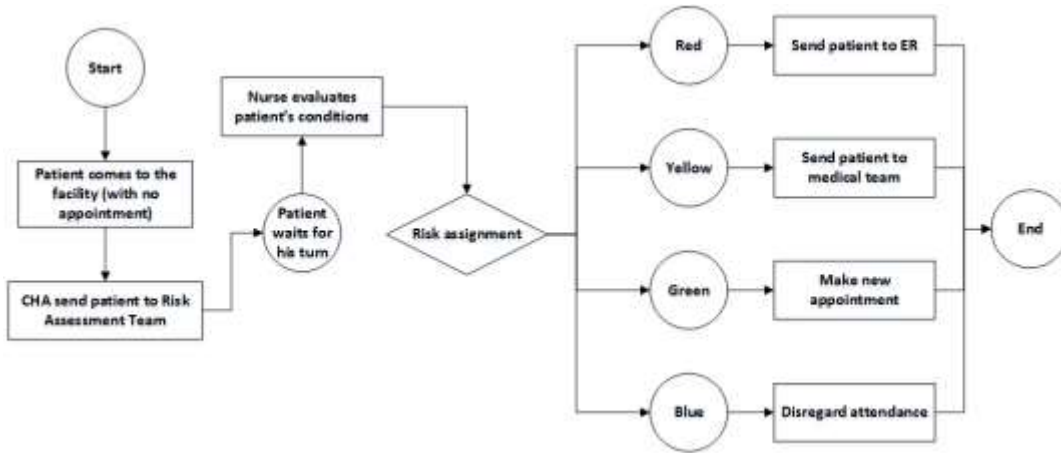 Start
Patient comes to the
facility (with no
appointment)
CHA send patient to Risk
Assessment Team
Patient
waits for
his turn
Nurse evaluates
patient's conditions
Risk assignment
Red
Send patient to ER
Yellow
Send patient to
medical team
Green
Make new
appointment
Blue
Disregard attendance
End